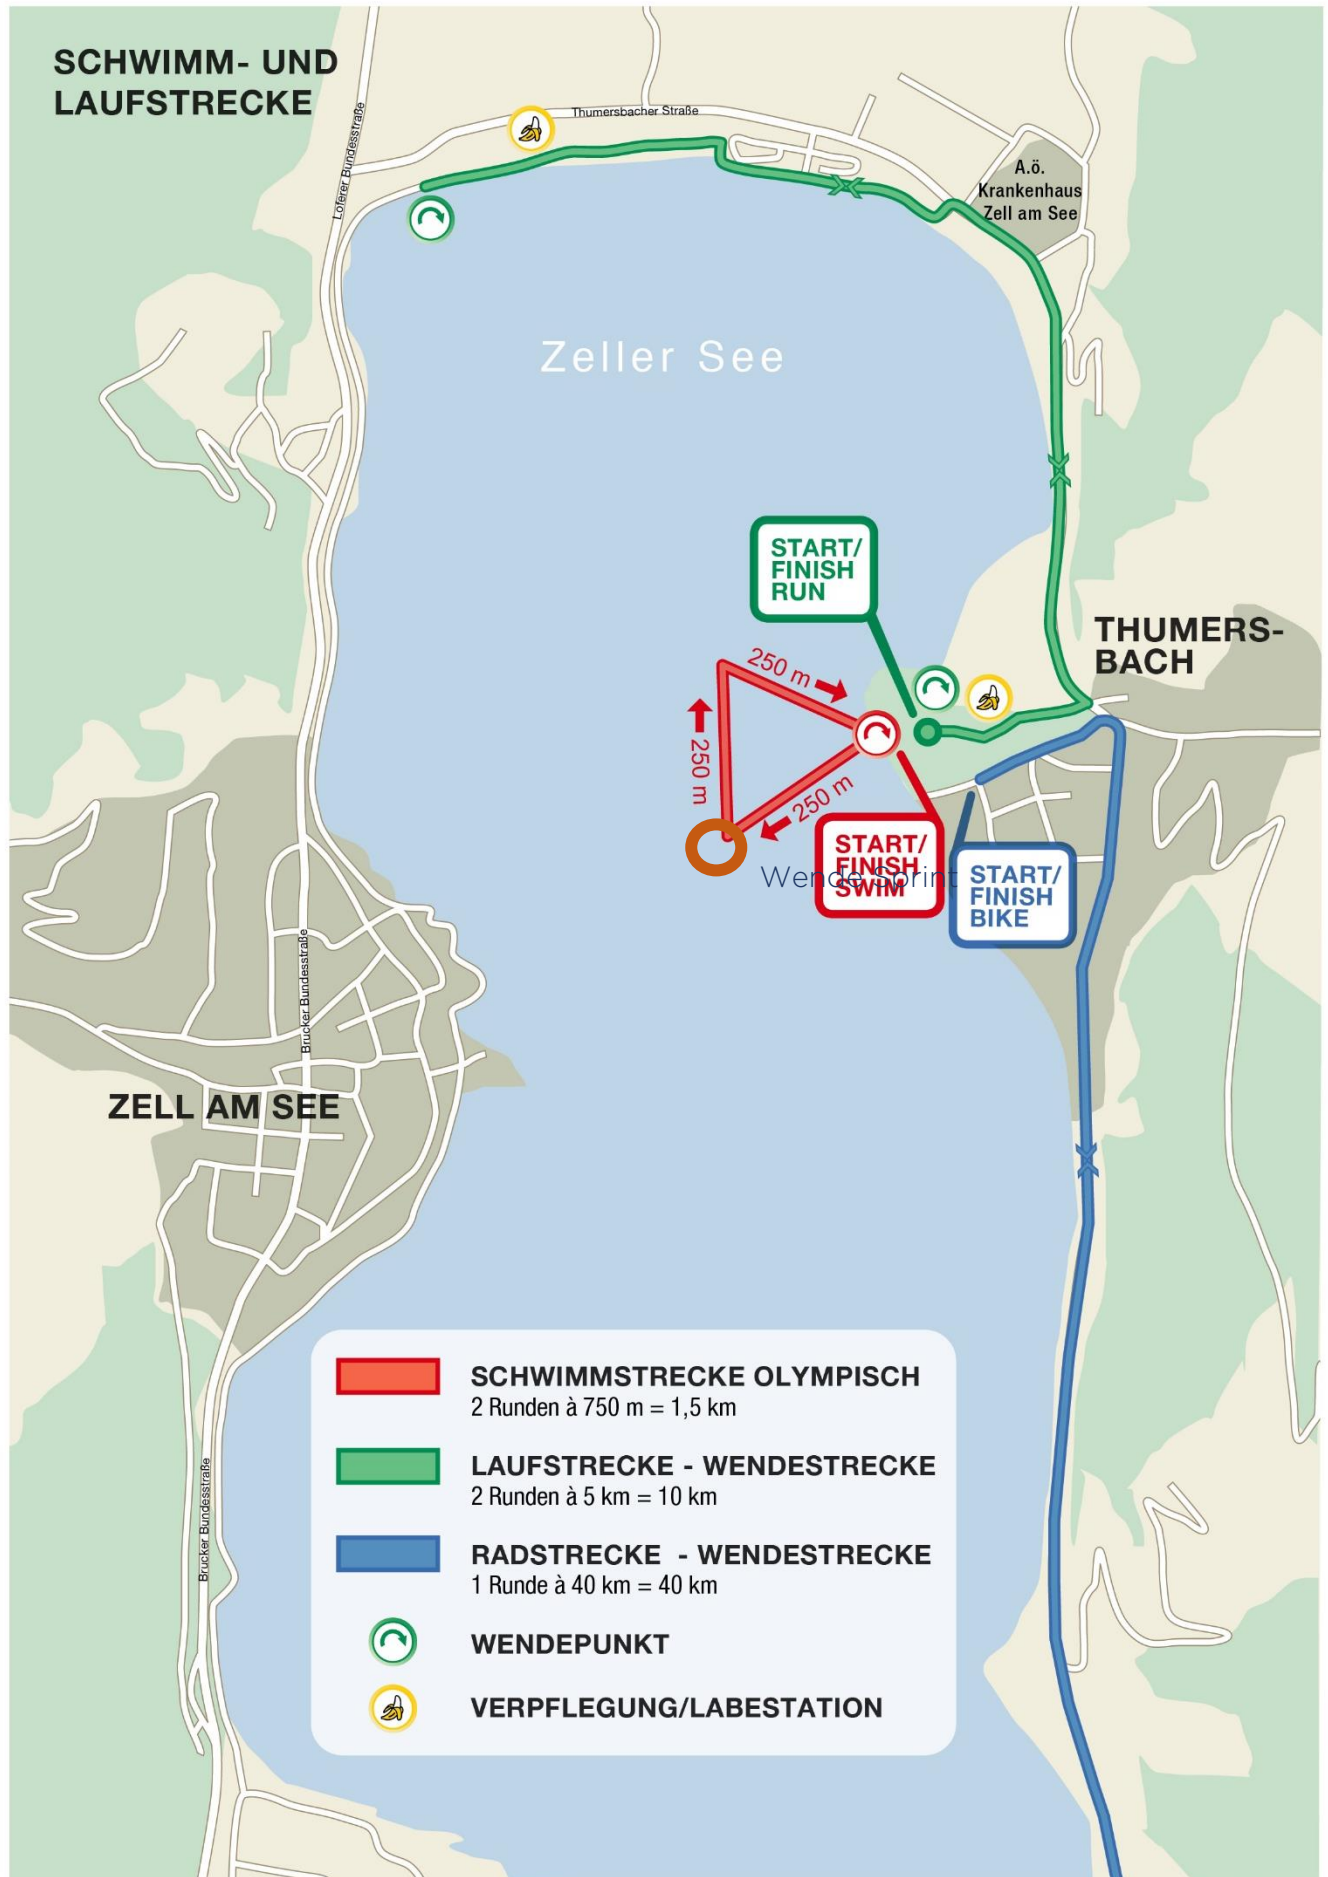 SCHWIMM- UND
LAUFSTRECKE
Loferer Bundesstraße
Thumersbacher Straße
A.ö.
Krankenhaus
Zell am See
Zeller See
START/
FINISH
RUN
THUMERS-
BACH
250 m
250 m
250 m
START/
FINISH
SWIM
Wende Sprint
START/
FINISH
BIKE
Brucker Bundesstraße
ZELL AM SEE
Brucker Bundesstraße
SCHWIMMSTRECKE OLYMPISCH
2 Runden à 750 m = 1,5 km
LAUFSTRECKE - WENDESTRECKE
2 Runden à 5 km = 10 km
RADSTRECKE - WENDESTRECKE
1 Runde à 40 km = 40 km
WENDEPUNKT
VERPFLEGUNG/LABESTATION